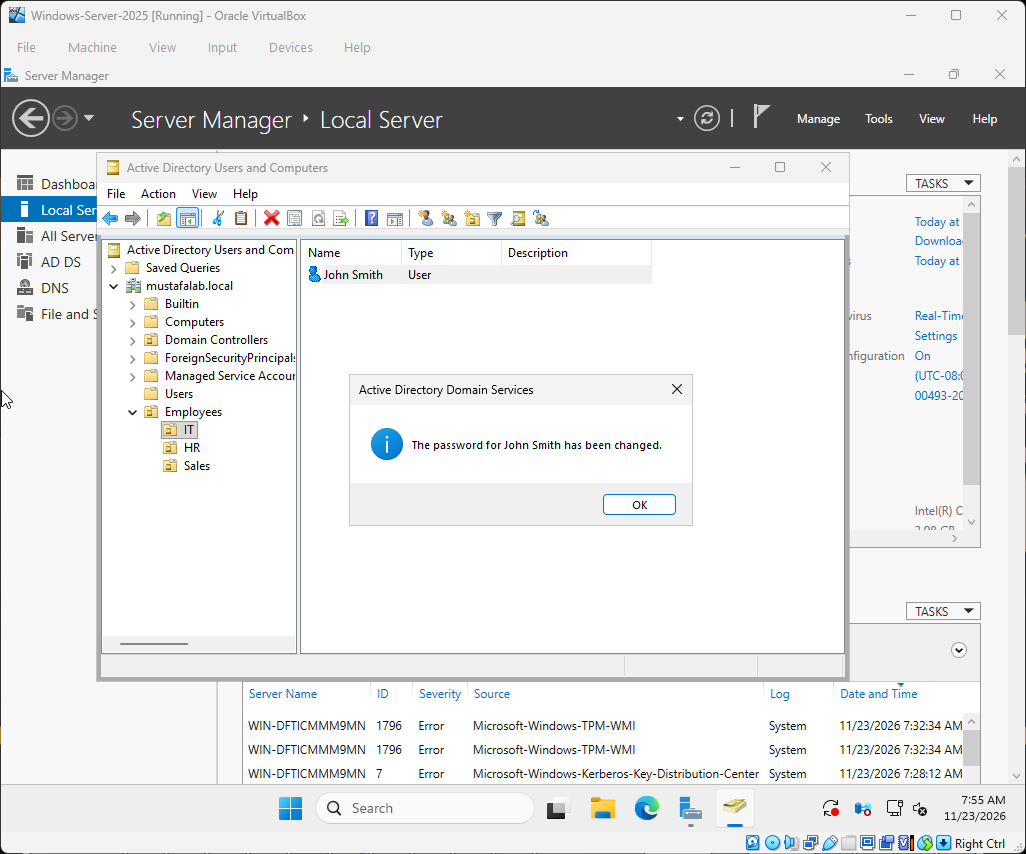 Windows-Server-2025 [Running] - Oracle VirtualBox
File Machine View Input Devices Help
Server Manager
Server Manager ‣ Local Server
Manage Tools View Help
Dashboa
Local Ser
All Server
AD DS
DNS
File and S
Active Directory Users and Computers
File Action View Help
Active Directory Users and Com
Saved Queries
mustafalab.local
Builtin
Computers
Domain Controllers
ForeignSecurityPrincipals
Managed Service Accour
Users
Employees
IT
HR
Sales
Name Type Description
John Smith User
Active Directory Domain Services
The password for John Smith has been changed.
OK
TASKS
Today at
Downloa
Today at
irus
Real-Time
Settings
nfiguration On
(UTC-08:0
00493-20
Intel(R) C
TASKS
Server Name ID Severity Source Log Date and Time
WIN-DFTICMMM9MN 1796 Error Microsoft-Windows-TPM-WMI System 11/23/2026 7:32:34 AM
WIN-DFTICMMM9MN 1796 Error Microsoft-Windows-TPM-WMI System 11/23/2026 7:32:34 AM
WIN-DFTICMMM9MN 7 Error Microsoft-Windows-Kerberos-Key-Distribution-Center System 11/23/2026 7:28:12 AM
Search
7:55 AM
11/23/2026
Right Ctrl